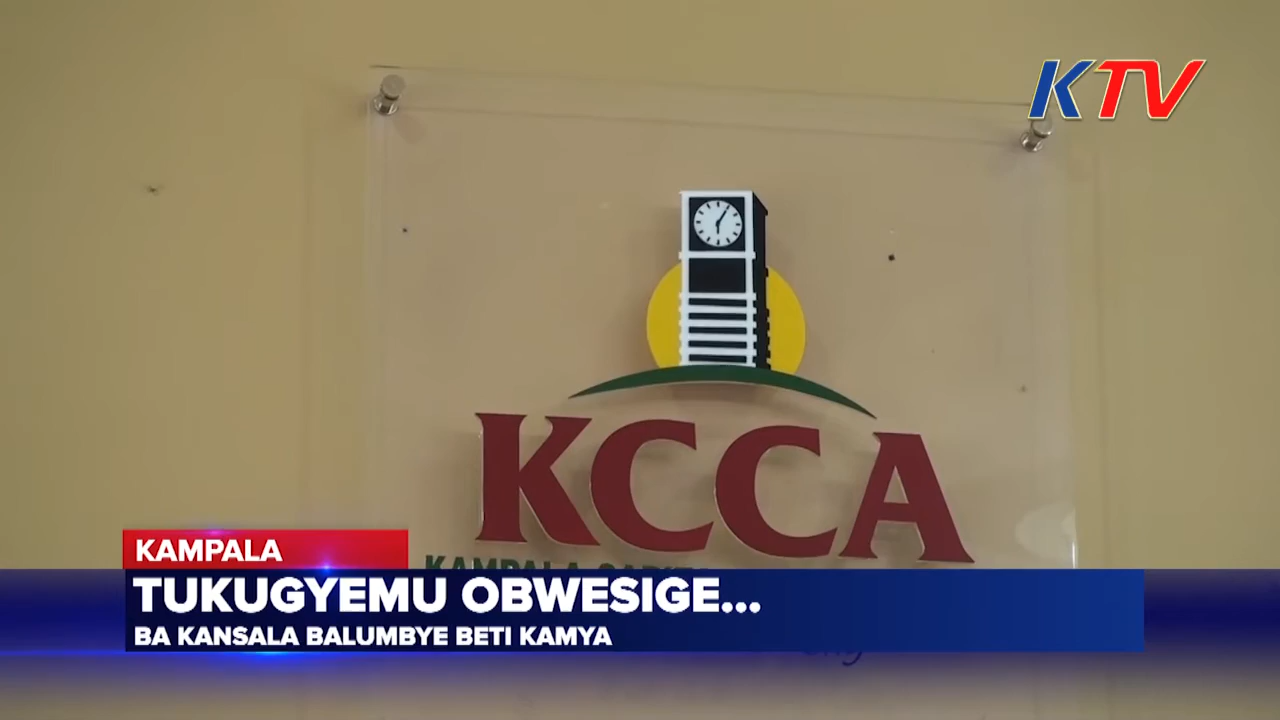 KTV
KCCA
KAMPALA
TUKUGYEMU OBWESIGE...
BA KANSALA BALUMBYE BETI KAMYA